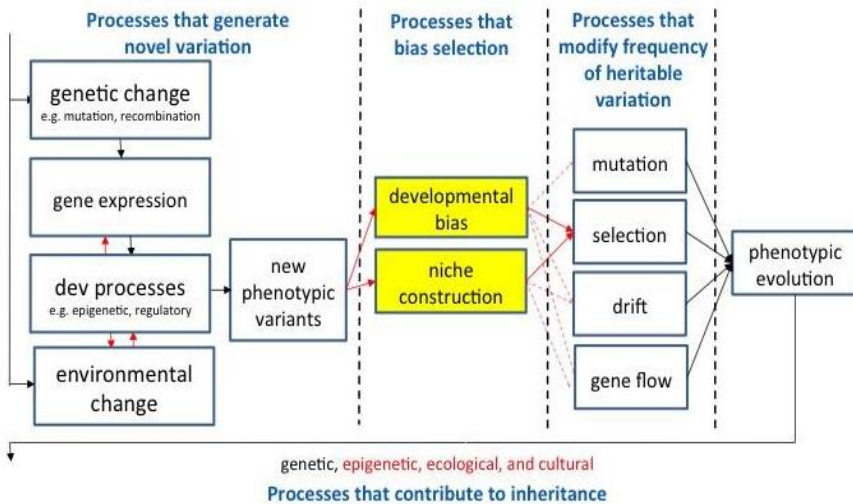 Processes that generate
novel variation
Processes that
bias selection
Processes that
modify frequency
of heritable
variation
genetic change
e.g. mutation, recombination
gene expression
dev processes
e.g. epigenetic, regulatory
environmental
change
new
phenotypic
variants
developmental
bias
niche
construction
mutation
selection
drift
gene flow
phenotypic
evolution
genetic, epigenetic, ecological, and cultural
Processes that contribute to inheritance